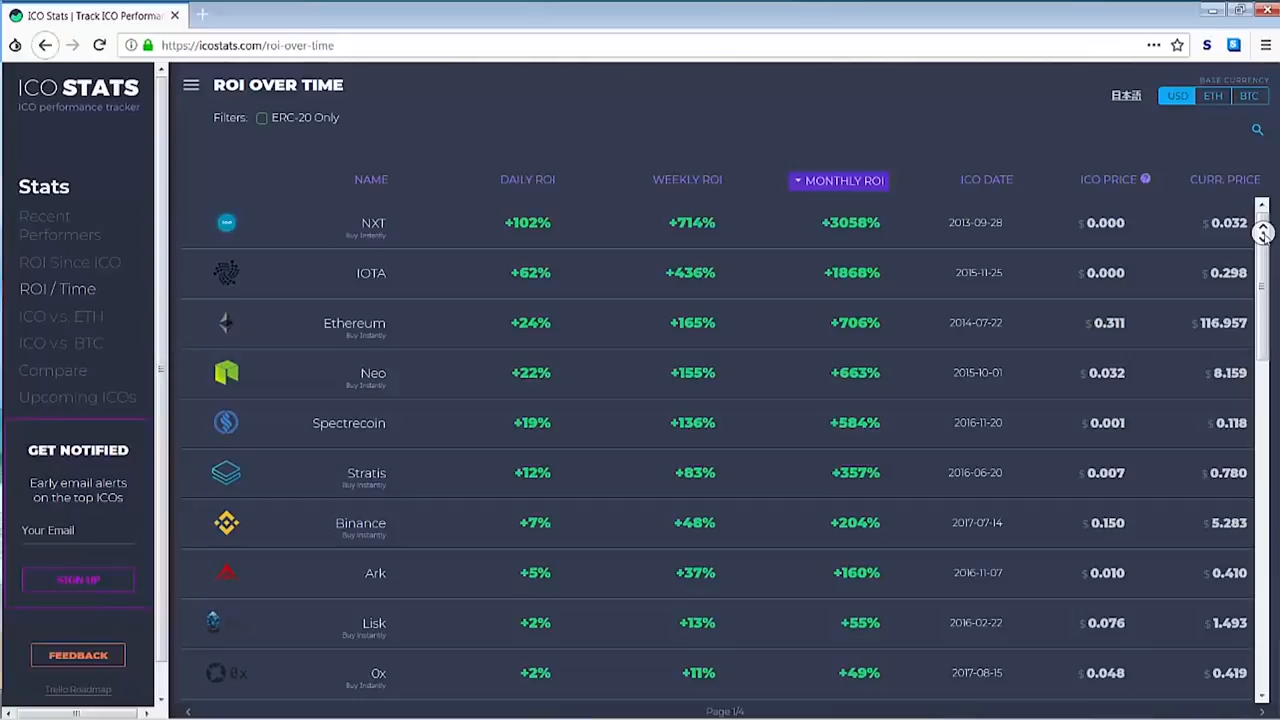 ICO Stats | Track ICO Performa
https://icostats.com/roi-over-time
ICO STATS
ICO performance tracker
Stats
Recent
Performers
ROI Since ICO
ROI / Time
ICO v.s. ETH
ICO v.s. BTC
Compare
Upcoming ICOs
GET NOTIFIED
Early email alerts
on the top ICOs
Your Email
SIGN UP
FEEDBACK
Trello Roadmap
ROI OVER TIME
Filters: ERC-20 Only
日本語
BASE CURRENCY
USD ETH BTC
NAME DAILY ROI WEEKLY ROI MONTHLY ROI ICO DATE ICO PRICE ? CURR. PRICE
NXT +102% +714% +3058% 2013-09-28 $ 0.000 $ 0.032
Buy Instantly
IOTA +62% +436% +1868% 2015-11-25 $ 0.000 $ 0.298
Ethereum +24% +165% +706% 2014-07-22 $ 0.311 $ 116.957
Buy Instantly
Neo +22% +155% +663% 2015-10-01 $ 0.032 $ 8.159
Buy Instantly
Spectrecoin +19% +136% +584% 2016-11-20 $ 0.001 $ 0.118
Stratis +12% +83% +357% 2016-06-20 $ 0.007 $ 0.780
Buy Instantly
Binance +7% +48% +204% 2017-07-14 $ 0.150 $ 5.283
Buy Instantly
Ark +5% +37% +160% 2016-11-07 $ 0.010 $ 0.410
Lisk +2% +13% +55% 2016-02-22 $ 0.076 $ 1.493
Buy Instantly
0x 0x +2% +11% +49% 2017-08-15 $ 0.048 $ 0.419
Buy Instantly
Page 1/4